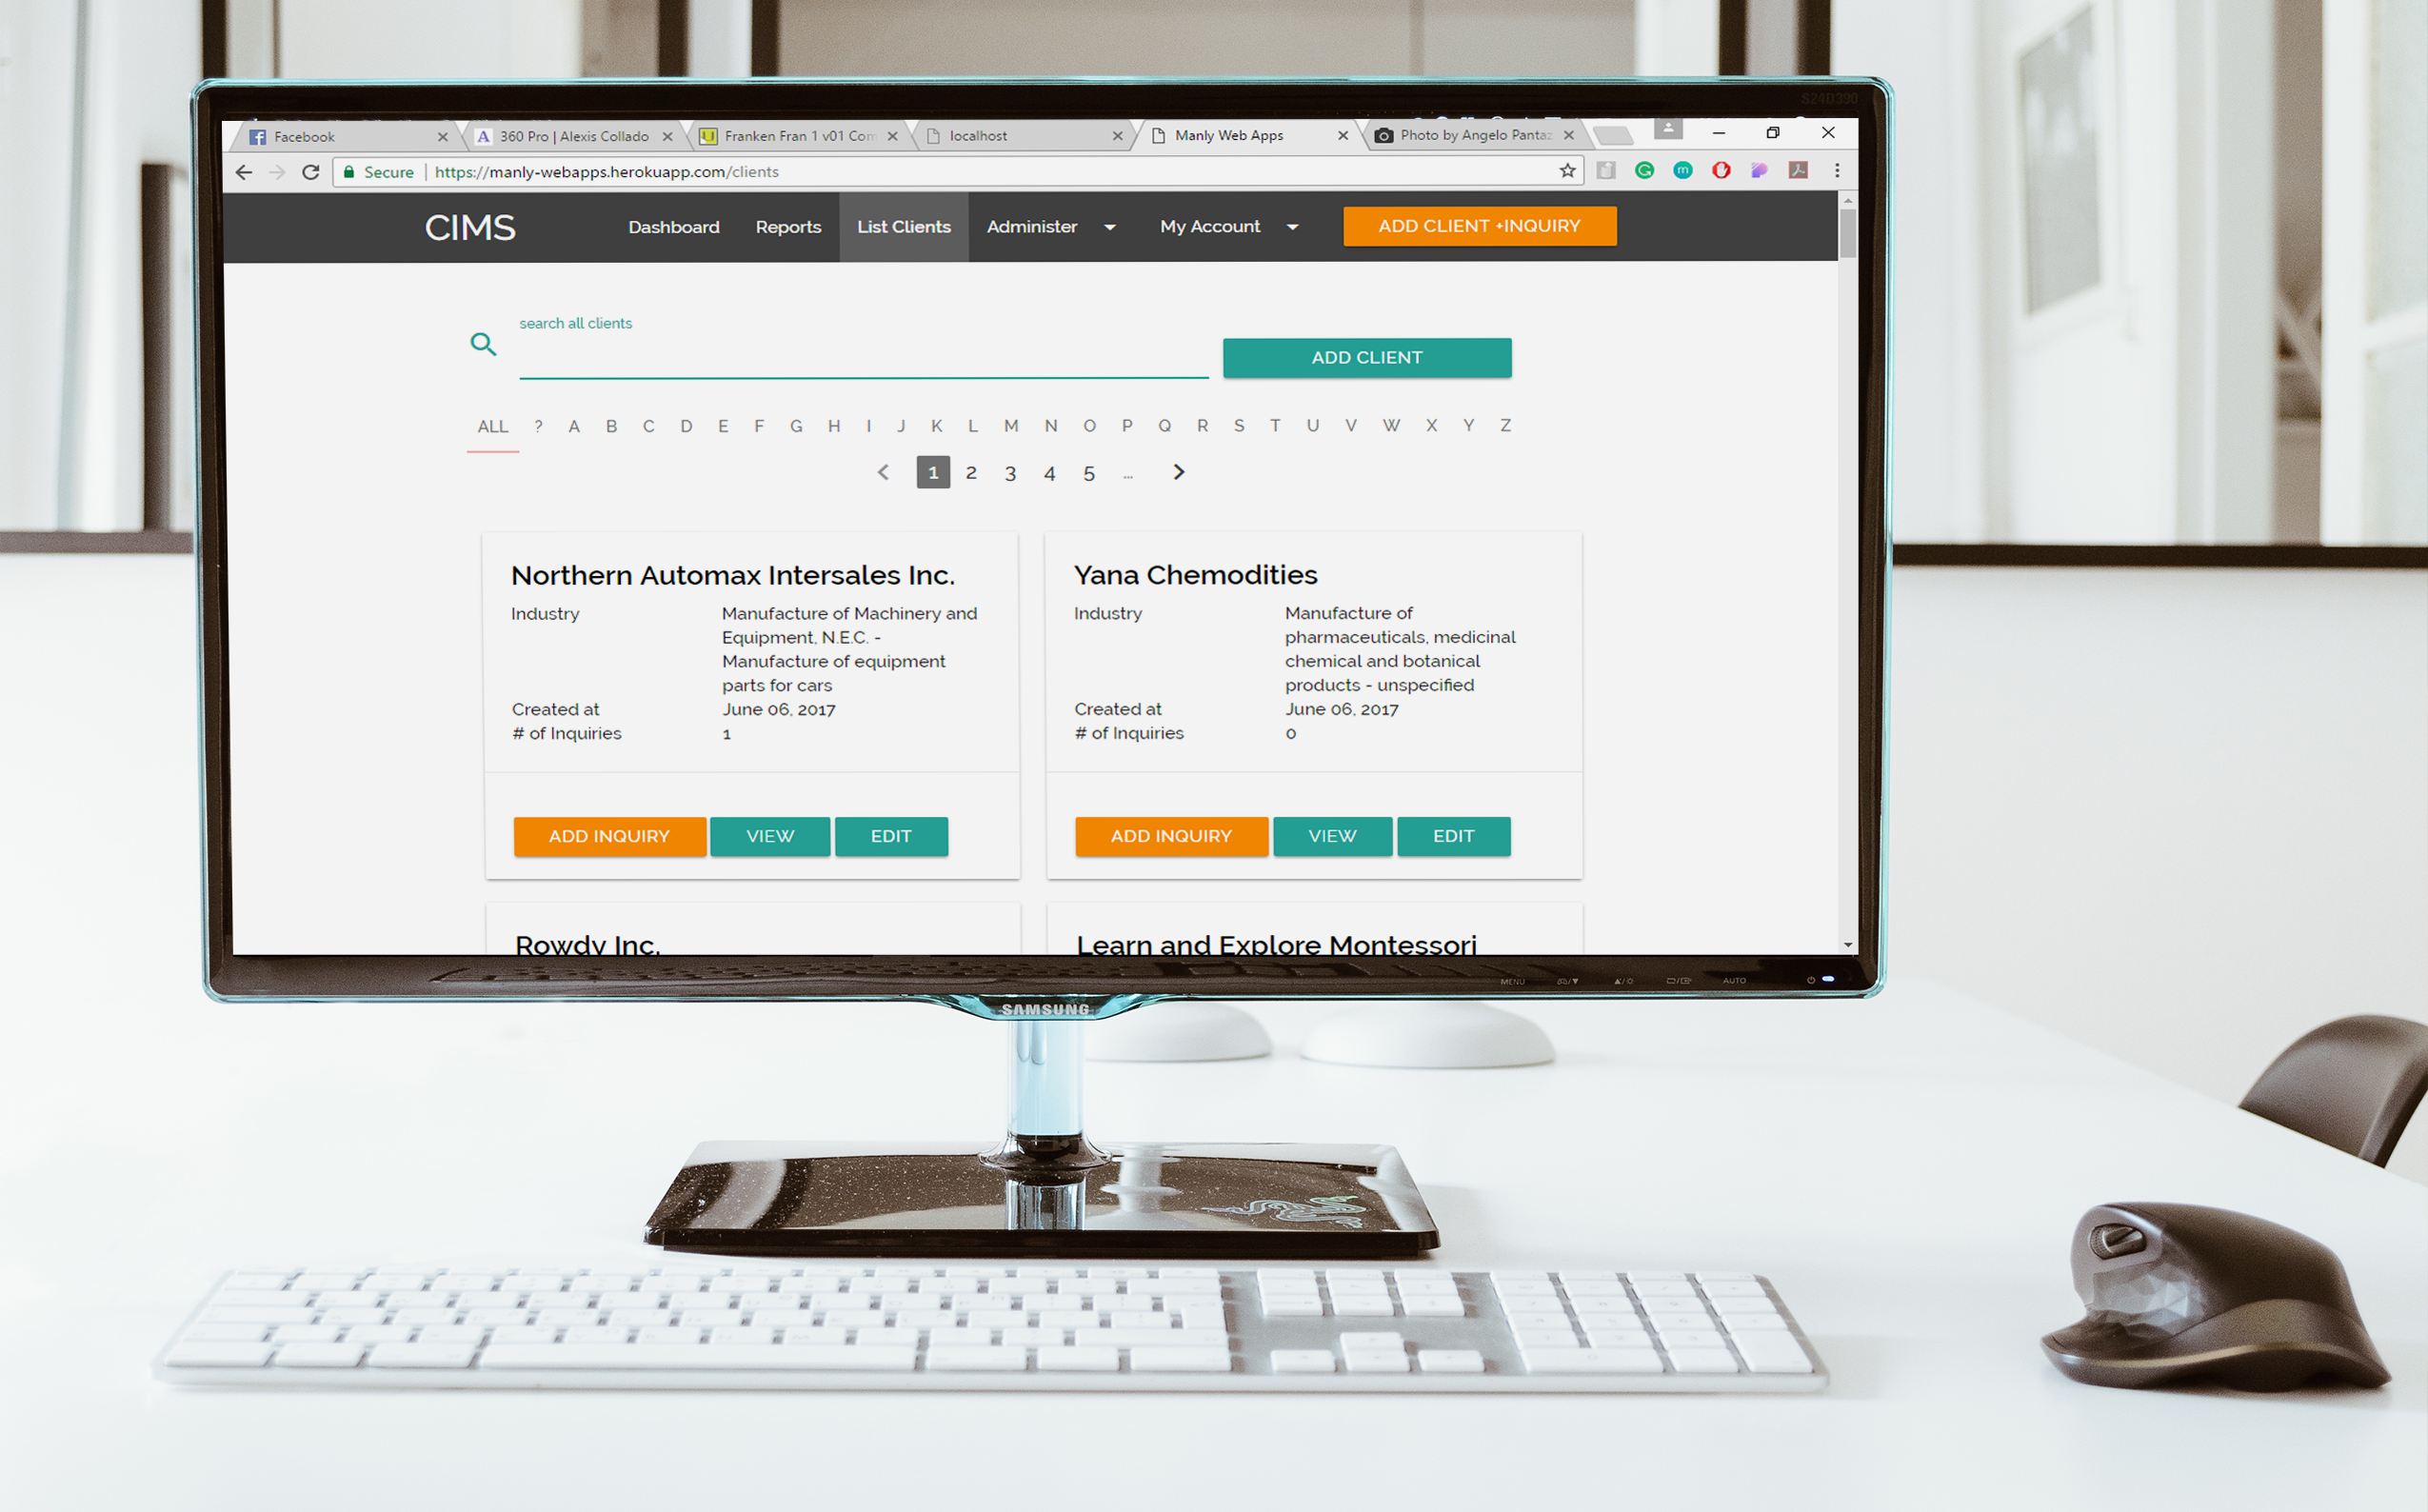 S24D390
Facebook
360 Pro | Alexis Collado
Franken Fran 1 v01 Com
localhost
Manly Web Apps
Photo by Angelo Pantaz
Secure | https://manly-webapps.herokuapp.com/clients
CIMS Dashboard Reports List Clients Administer My Account ADD CLIENT +INQUIRY
search all clients
ADD CLIENT
ALL ? A B C D E F G H I J K L M N O P Q R S T U V W X Y Z
1 2 3 4 5 ...
Northern Automax Intersales Inc.
Industry
Manufacture of Machinery and
Equipment, N.E.C. -
Manufacture of equipment
parts for cars
Created at June 06, 2017
# of Inquiries 1
ADD INQUIRY VIEW EDIT
Yana Chemodities
Industry
Manufacture of
pharmaceuticals, medicinal
chemical and botanical
products - unspecified
Created at June 06, 2017
# of Inquiries 0
ADD INQUIRY VIEW EDIT
Rowdy Inc.
Learn and Explore Montessori
MENU AUTO
SAMSUNG